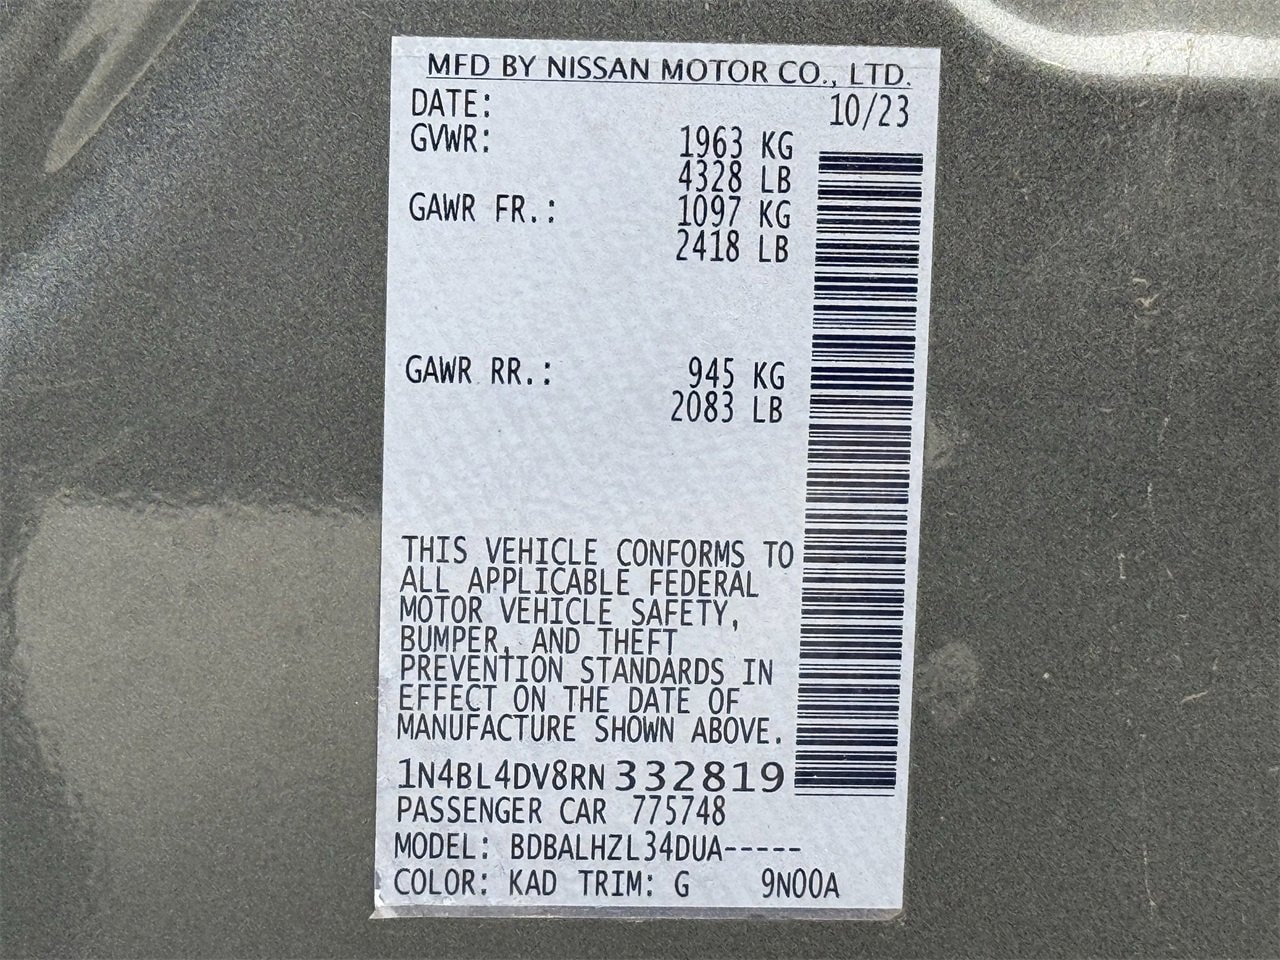 MFD BY NISSAN MOTOR CO., LTD.
DATE: 10/23
GVWR: 1963 KG
4328 LB
GAWR FR.: 1097 KG
2418 LB
GAWR RR.: 945 KG
2083 LB
THIS VEHICLE CONFORMS TO
ALL APPLICABLE FEDERAL
MOTOR VEHICLE SAFETY,
BUMPER, AND THEFT
PREVENTION STANDARDS IN
EFFECT ON THE DATE OF
MANUFACTURE SHOWN ABOVE.
1N4BL4DV8RN 332819
PASSENGER CAR 775748
MODEL: BDBALHZL34DUA-----
COLOR: KAD TRIM: G 9N00A